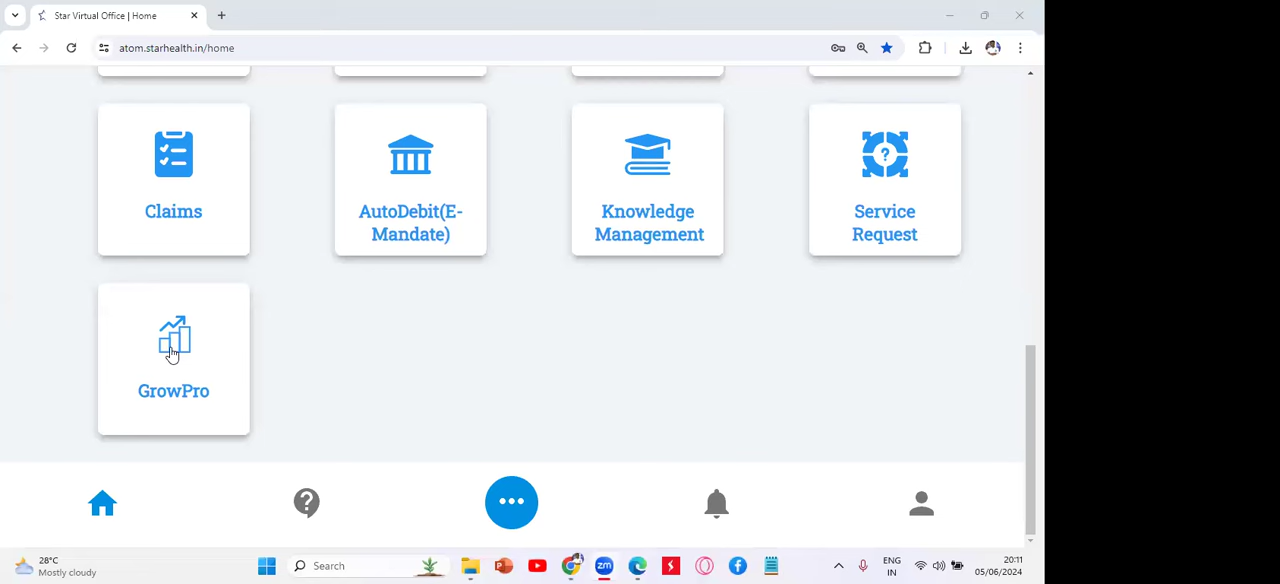 Star Virtual Office | Home
atom.starhealth.in/home
Claims
AutoDebit(E-
Mandate)
Knowledge
Management
Service
Request
GrowPro
28°C
Mostly cloudy
Search
zm
ENG
IN
20:11
05/06/2024